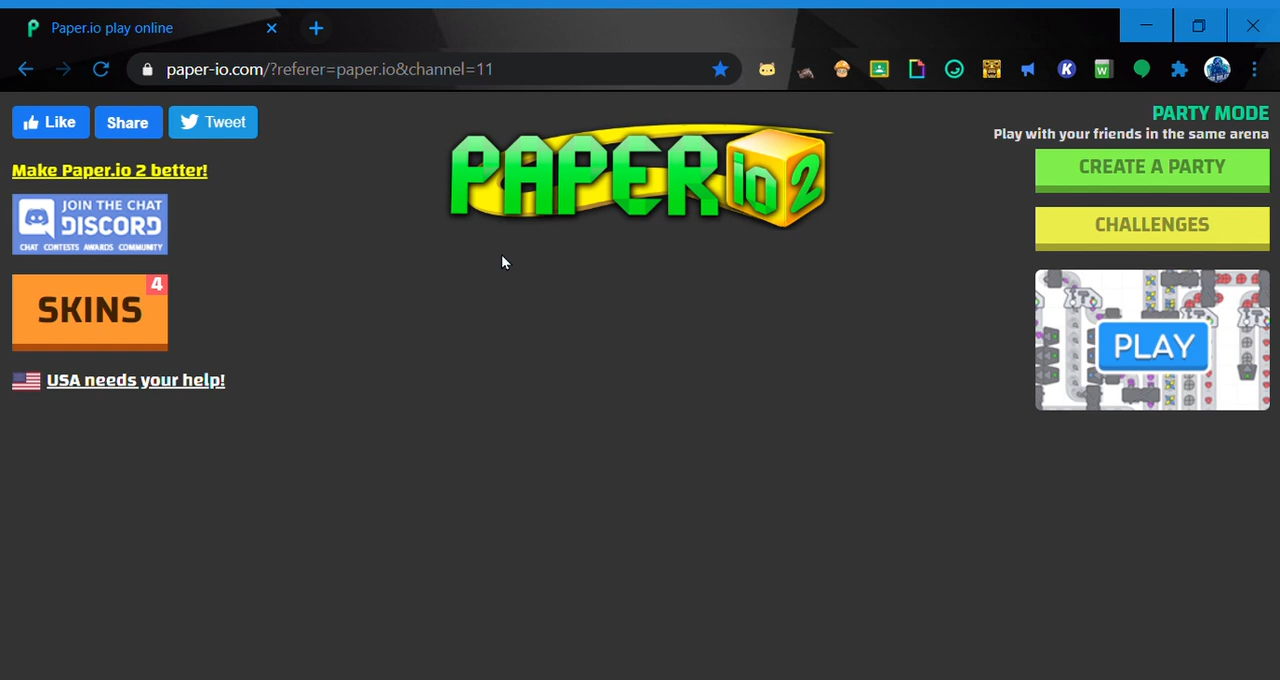 Paper.io play online
paper-io.com/?referer=paper.io&channel=11
K
W
Like Share Tweet
PAPER io 2
PARTY MODE
Play with your friends in the same arena
Make Paper.io 2 better!
CREATE A PARTY
JOIN THE CHAT
DISCORD
CHAT CONTESTS AWARDS COMMUNITY
CHALLENGES
SKINS 4
PLAY
USA needs your help!